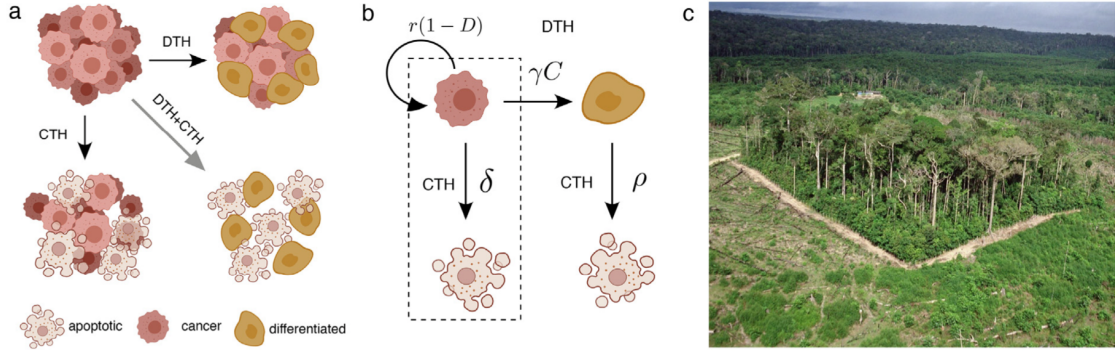 a
DTH
CTH
DTH+CTH
apoptotic
cancer
differentiated
b
r(1 − D)
DTH
γC
CTH
δ
CTH
ρ
c